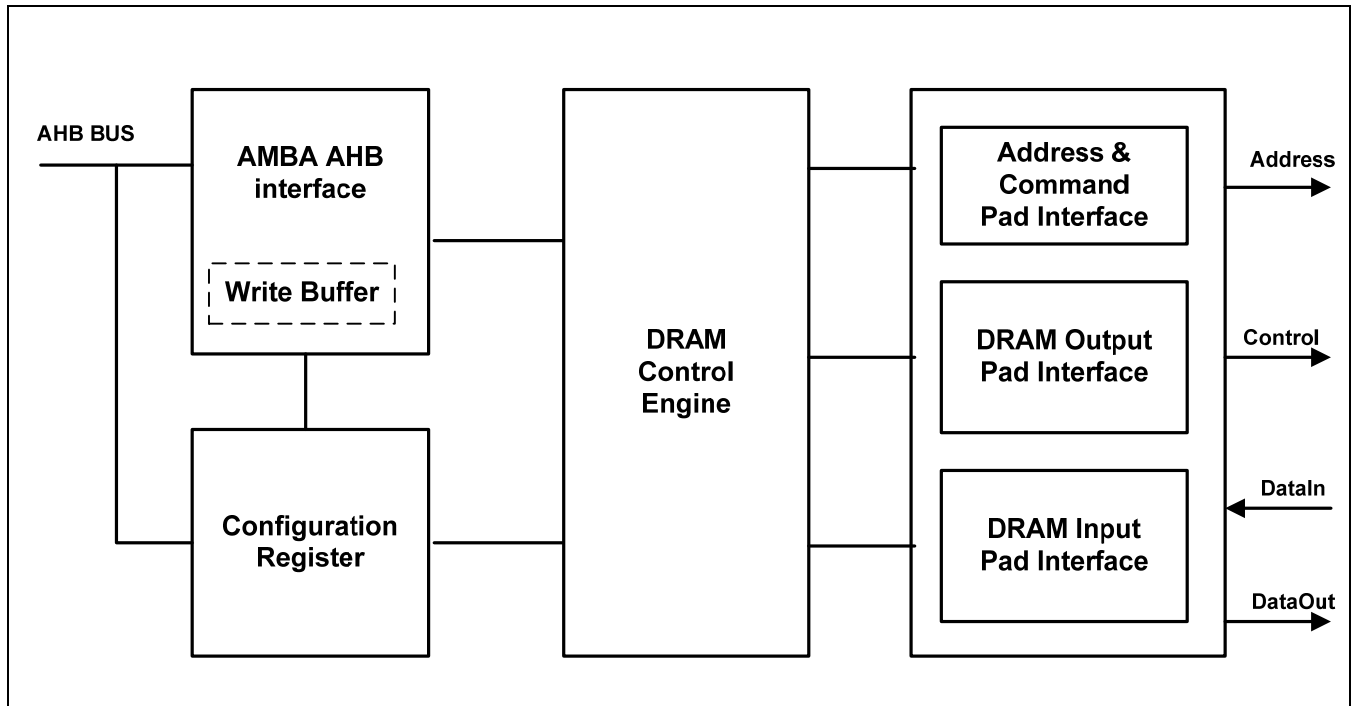 AHB BUS
AMBA AHB
interface
Write Buffer
Configuration
Register
DRAM
Control
Engine
Address &
Command
Pad Interface
DRAM Output
Pad Interface
DRAM Input
Pad Interface
Address
Control
DataIn
DataOut